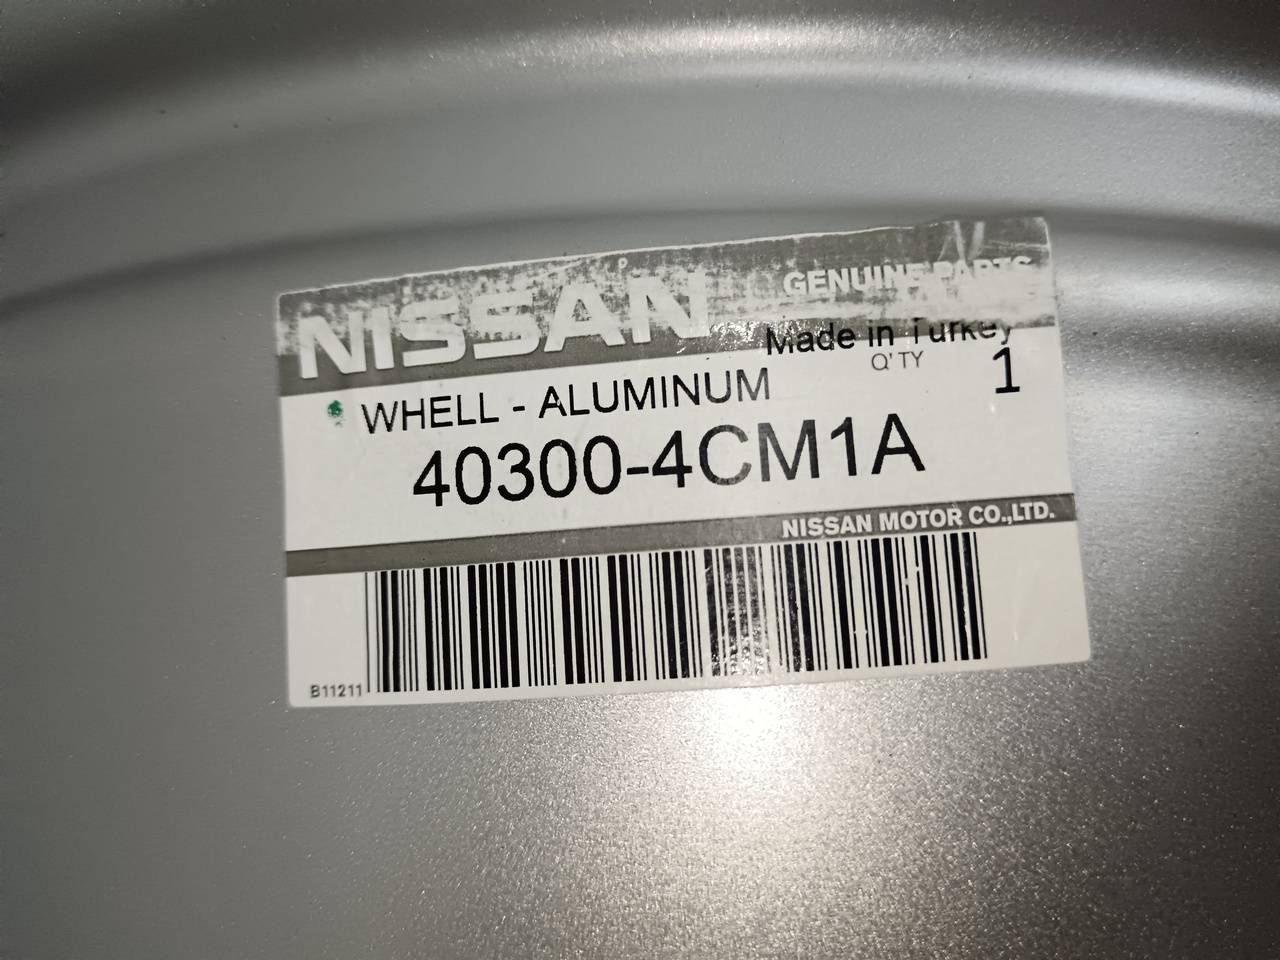 NISSAN
GENUINE PARTS
Made in Turkey
Q'TY 1
WHELL - ALUMINUM
40300-4CM1A
NISSAN MOTOR CO.,LTD.
B11211